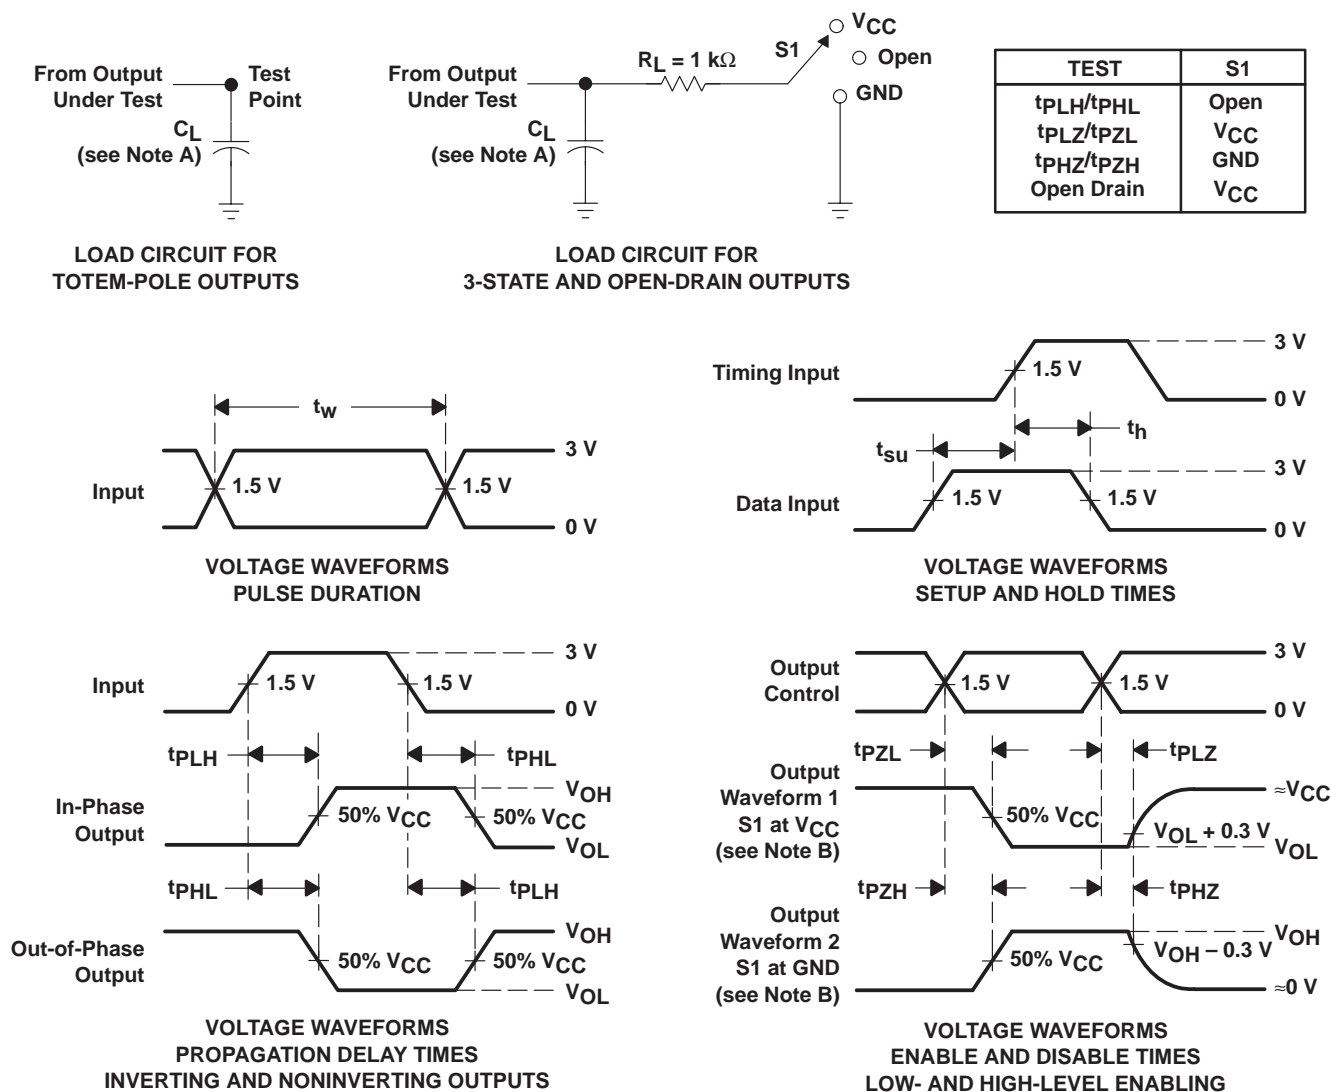 From Output
Under Test
Test
Point
CL
(see Note A)
LOAD CIRCUIT FOR
TOTEM-POLE OUTPUTS
From Output
Under Test
RL = 1 kΩ
S1
VCC
Open
GND
CL
(see Note A)
LOAD CIRCUIT FOR
3-STATE AND OPEN-DRAIN OUTPUTS
TEST S1
tPLH/tPHL Open
tPLZ/tPZL VCC
tPHZ/tPZH GND
Open Drain VCC
tw
Input
1.5 V
1.5 V
3 V
0 V
VOLTAGE WAVEFORMS
PULSE DURATION
Timing Input
1.5 V
3 V
0 V
th
tsu
Data Input
1.5 V
1.5 V
3 V
0 V
VOLTAGE WAVEFORMS
SETUP AND HOLD TIMES
Input
1.5 V
1.5 V
3 V
0 V
tPLH
tPHL
In-Phase
Output
50% VCC
50% VCC
VOH
VOL
tPHL
tPLH
Out-of-Phase
Output
50% VCC
50% VCC
VOH
VOL
VOLTAGE WAVEFORMS
PROPAGATION DELAY TIMES
INVERTING AND NONINVERTING OUTPUTS
Output
Control
1.5 V
1.5 V
3 V
0 V
tPZL
tPLZ
Output
Waveform 1
S1 at VCC
(see Note B)
50% VCC
VOL + 0.3 V
≈VCC
VOL
tPZH
tPHZ
Output
Waveform 2
S1 at GND
(see Note B)
50% VCC
VOH − 0.3 V
VOH
≈0 V
VOLTAGE WAVEFORMS
ENABLE AND DISABLE TIMES
LOW- AND HIGH-LEVEL ENABLING